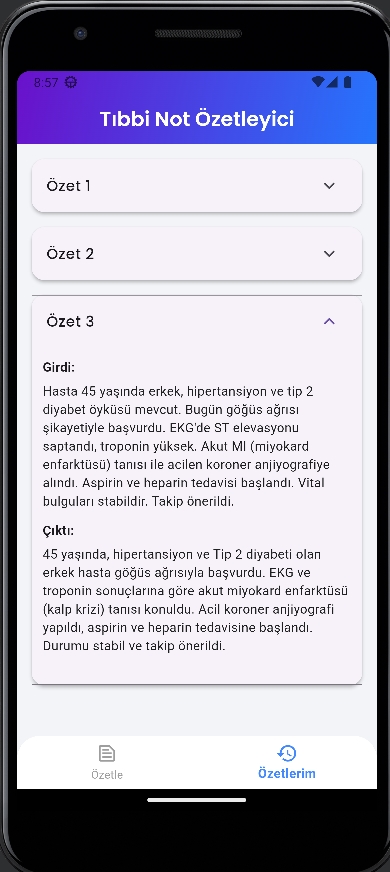 8:57
Tıbbi Not Özetleyici
Özet 1
Özet 2
Özet 3
Girdi:
Hasta 45 yaşında erkek, hipertansiyon ve tip 2
diyabet öyküsü mevcut. Bugün göğüs ağrısı
şikayetiyle başvurdu. EKG'de ST elevasyonu
saptandı, troponin yüksek. Akut MI (miyokard
enfarktüsü) tanısı ile acilen koroner anjiyografiye
alındı. Aspirin ve heparin tedavisi başlandı. Vital
bulguları stabildir. Takip önerildi.
Çıktı:
45 yaşında, hipertansiyon ve Tip 2 diyabeti olan
erkek hasta göğüs ağrısıyla başvurdu. EKG ve
troponin sonuçlarına göre akut miyokard enfarktüsü
(kalp krizi) tanısı konuldu. Acil koroner anjiyografi
yapıldı, aspirin ve heparin tedavisine başlandı.
Durumu stabil ve takip önerildi.
Özetle
Özetlerim